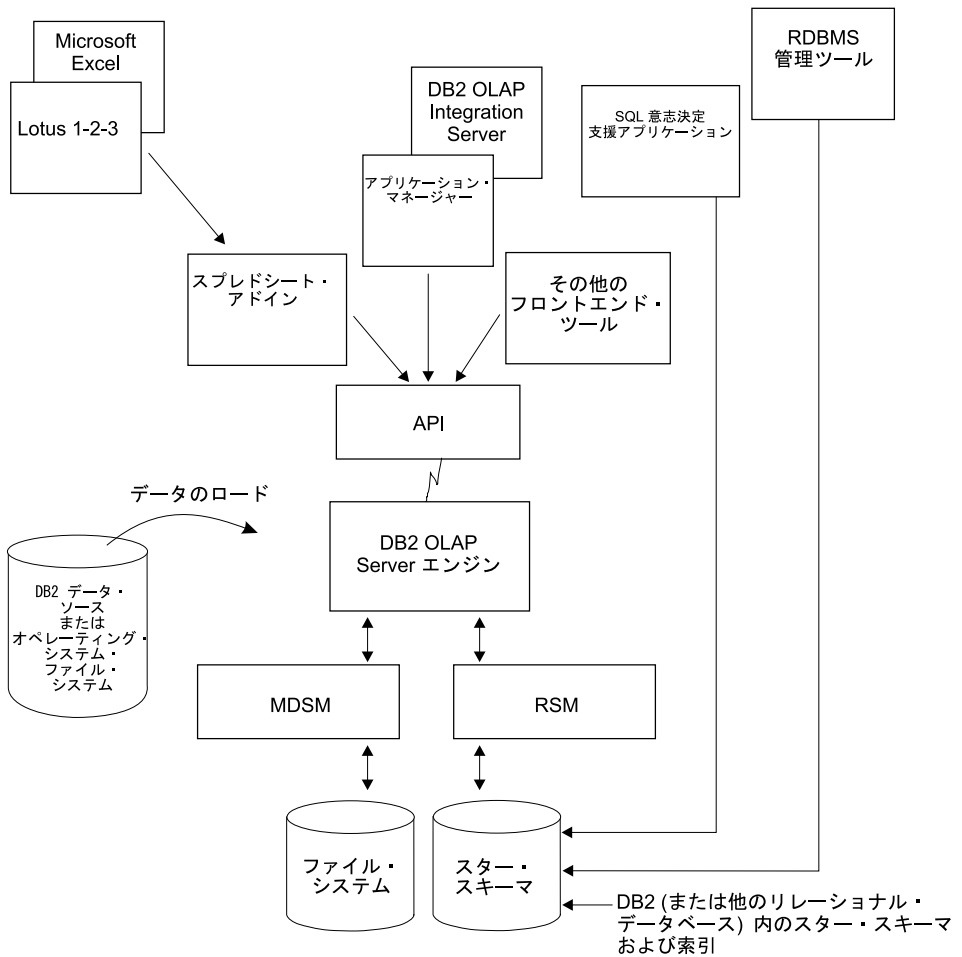 Microsoft
Excel
Lotus 1-2-3
DB2 OLAP
Integration
Server
アプリケーション・
マネージャー
SQL 意志決定
支援アプリケーション
RDBMS
管理ツール
スプレドシート・
アドイン
その他の
フロントエンド・
ツール
API
データのロード
DB2 OLAP
Server エンジン
DB2 データ・
ソース
または
オペレーティング・
システム・
ファイル・
システム
MDSM
RSM
ファイル・
システム
スター・
スキーマ
DB2 (または他のリレーショナル・
データベース) 内のスター・スキーマ
および索引